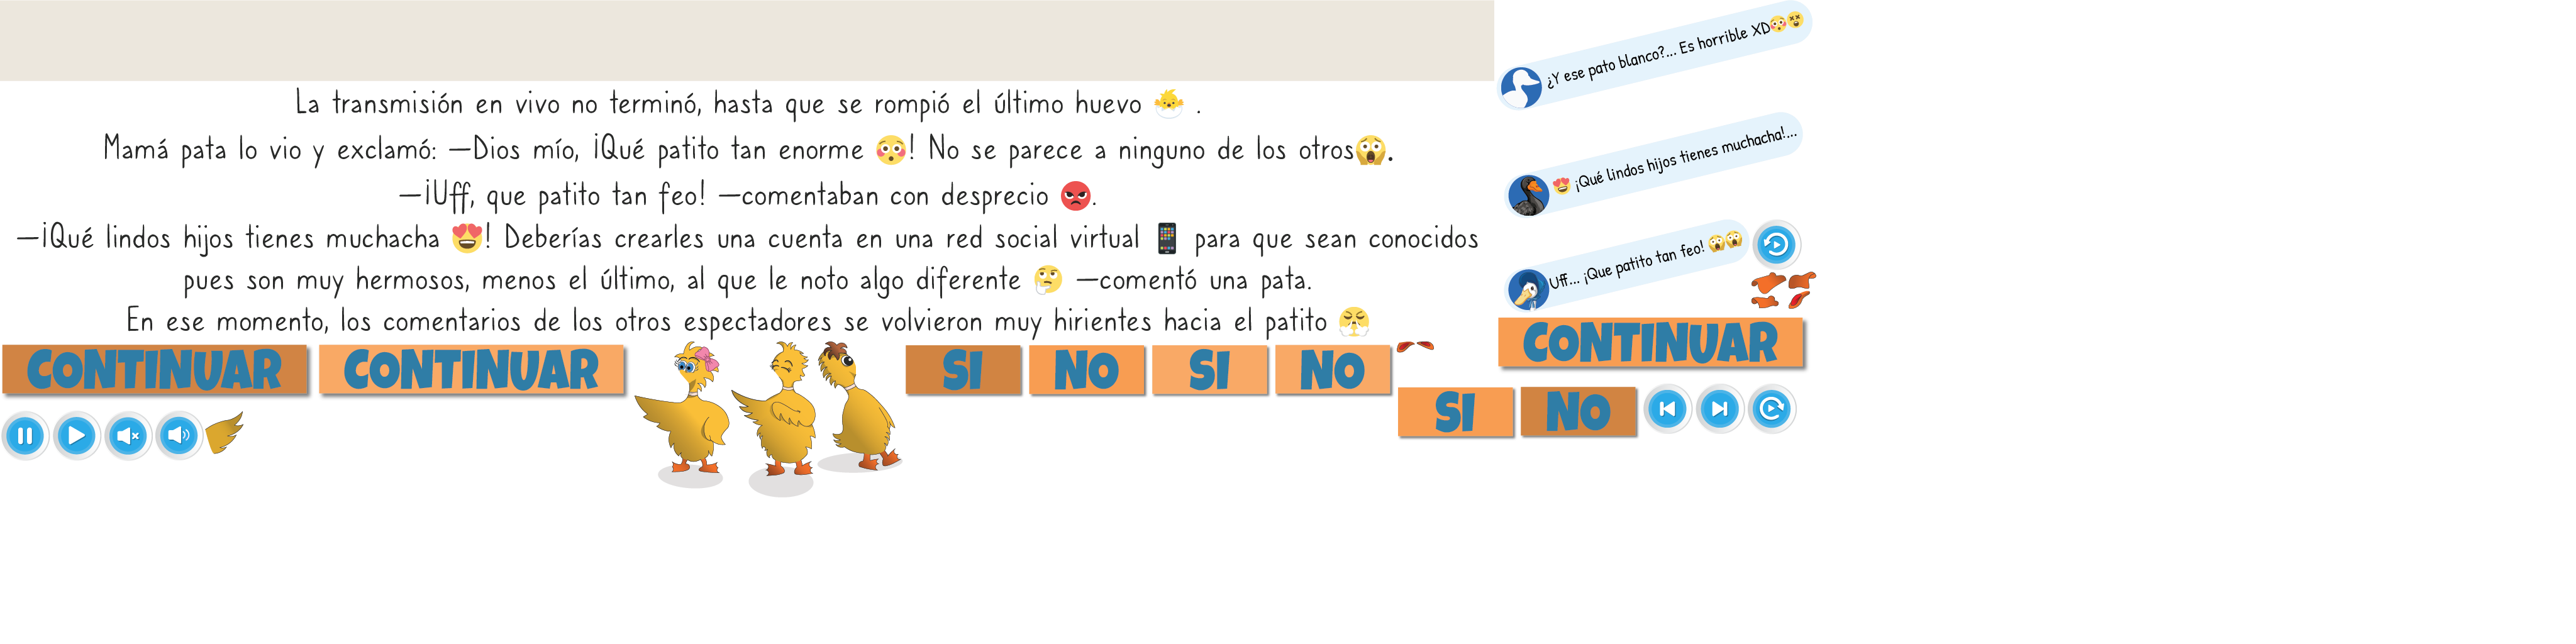 La transmisión en vivo no terminó, hasta que se rompió el último huevo 🐣 .
Mamá pata lo vio y exclamó: —Dios mío, ¡Qué patito tan enorme 😳! No se parece a ninguno de los otros😱.
—¡Uff, que patito tan feo! —comentaban con desprecio 😡.
—¡Qué lindos hijos tienes muchacha 😍! Deberías crearles una cuenta en una red social virtual 📱 para que sean conocidos
pues son muy hermosos, menos el último, al que le noto algo diferente 🤔 —comentó una pata.
En ese momento, los comentarios de los otros espectadores se volvieron muy hirientes hacia el patito 😤
¿Y ese pato blanco?... Es horrible XD😳😵
😍 ¡Qué lindos hijos tienes muchacha!...
Uff... ¡Que patito tan feo! 😱😱
CONTINUAR
CONTINUAR
CONTINUAR
SI
NO
SI
NO
SI
NO